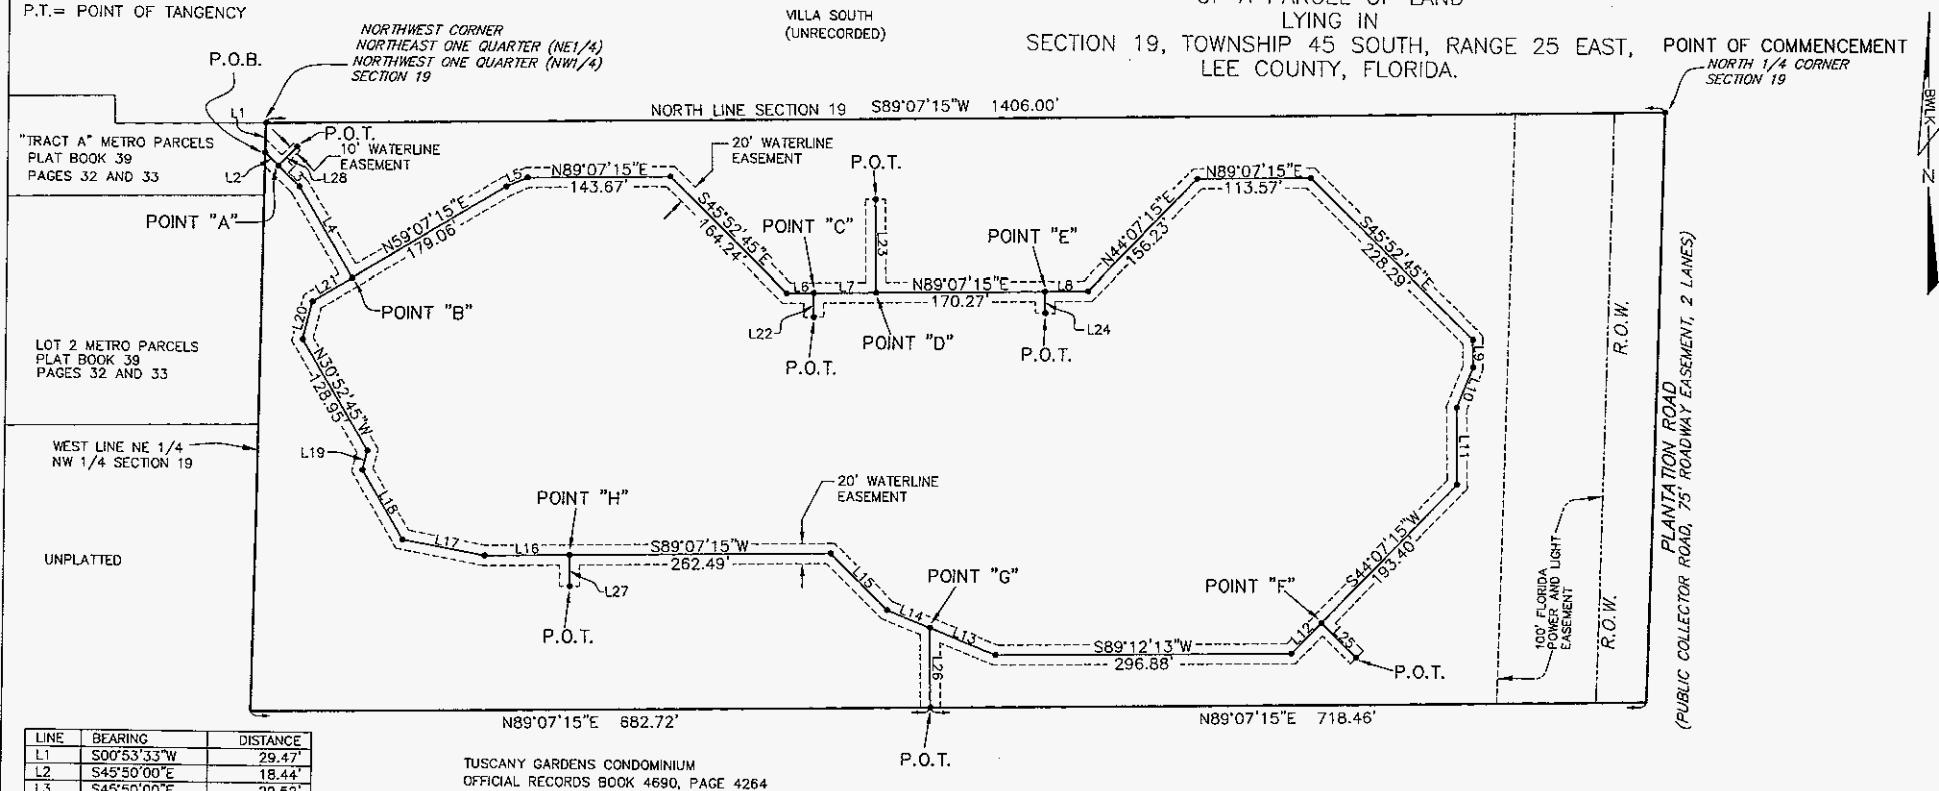 P.T.= POINT OF TANGENCY
VILLA SOUTH
(UNRECORDED)
LYING IN
SECTION 19, TOWNSHIP 45 SOUTH, RANGE 25 EAST,
LEE COUNTY, FLORIDA.
POINT OF COMMENCEMENT
NORTH 1/4 CORNER
SECTION 19
NORTHWEST CORNER
NORTHEAST ONE QUARTER (NE1/4)
NORTHWEST ONE QUARTER (NW1/4)
SECTION 19
P.O.B.
BWLK
N
NORTH LINE SECTION 19 S89°07'15"W 1406.00'
L1
"TRACT A" METRO PARCELS
PLAT BOOK 39
PAGES 32 AND 33
P.O.T.
10' WATERLINE
EASEMENT
L28
L2
L3
L4
POINT "A"
N59°07'15"E
179.06'
L5
N89°07'15"E
143.67'
20' WATERLINE
EASEMENT
S45°52'45"E
164.24'
POINT "C"
P.O.T.
L23
L6
L7
N89°07'15"E
170.27'
POINT "E"
L8
N44°07'15"E
156.23'
N89°07'15"E
113.57'
S45°52'45"E
228.29'
L21
L20
POINT "B"
L22
P.O.T.
POINT "D"
L24
P.O.T.
L9
L10
L11
LOT 2 METRO PARCELS
PLAT BOOK 39
PAGES 32 AND 33
N30°52'45"W
128.95'
WEST LINE NE 1/4
NW 1/4 SECTION 19
L19
L18
L17
L16
POINT "H"
20' WATERLINE
EASEMENT
S89°07'15"W
262.49'
L27
P.O.T.
L15
POINT "G"
L14
L13
L26
S89°12'13"W
296.88'
POINT "F"
L12
L25
P.O.T.
S44°07'15"W
193.40'
UNPLATTED
100' FLORIDA
POWER AND LIGHT
EASEMENT
R.O.W.
R.O.W.
PLANTATION ROAD
(PUBLIC COLLECTOR ROAD, 75' ROADWAY EASEMENT, 2 LANES)
N89°07'15"E 682.72'
N89°07'15"E 718.46'
P.O.T.
LINE BEARING DISTANCE
L1 S00°53'33"W 29.47'
L2 S45°50'00"E 18.44'
L3 S45°50'00"E
TUSCANY GARDENS CONDOMINIUM
OFFICIAL RECORDS BOOK 4690, PAGE 4264